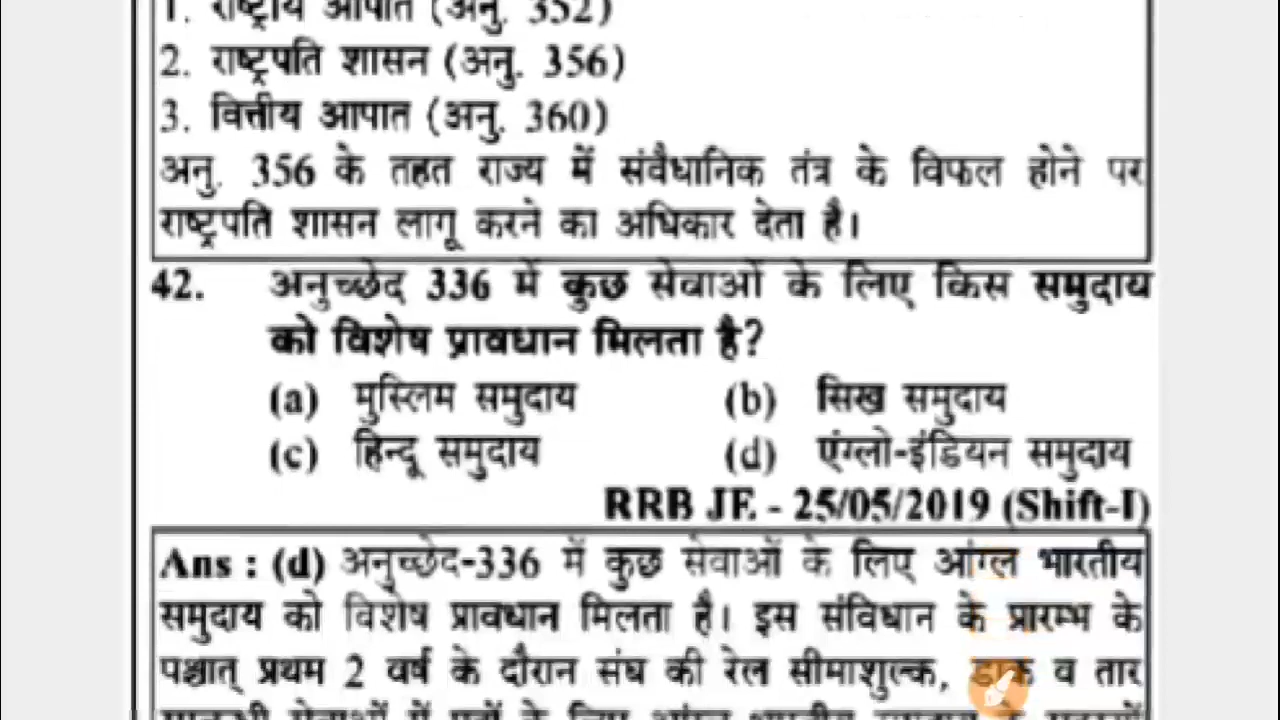 1. राष्ट्रीय आपात (अनु. 352)
2. राष्ट्रपति शासन (अनु. 356)
3. वित्तीय आपात (अनु. 360)
अनु. 356 के तहत राज्य में संवैधानिक तंत्र के विफल होने पर
राष्ट्रपति शासन लागू करने का अधिकार देता है।
42. अनुच्छेद 336 में कुछ सेवाओं के लिए किस समुदाय
को विशेष प्रावधान मिलता है?
(a) मुस्लिम समुदाय (b) सिख समुदाय
(c) हिन्दू समुदाय (d) एंग्लो-इंडियन समुदाय
RRB JE - 25/05/2019 (Shift-I)
Ans : (d) अनुच्छेद-336 में कुछ सेवाओं के लिए आंग्ल भारतीय
समुदाय को विशेष प्रावधान मिलता है। इस संविधान के प्रारम्भ के
पश्चात् प्रथम 2 वर्ष के दौरान संघ की रेल सीमाशुल्क, डाक व तार